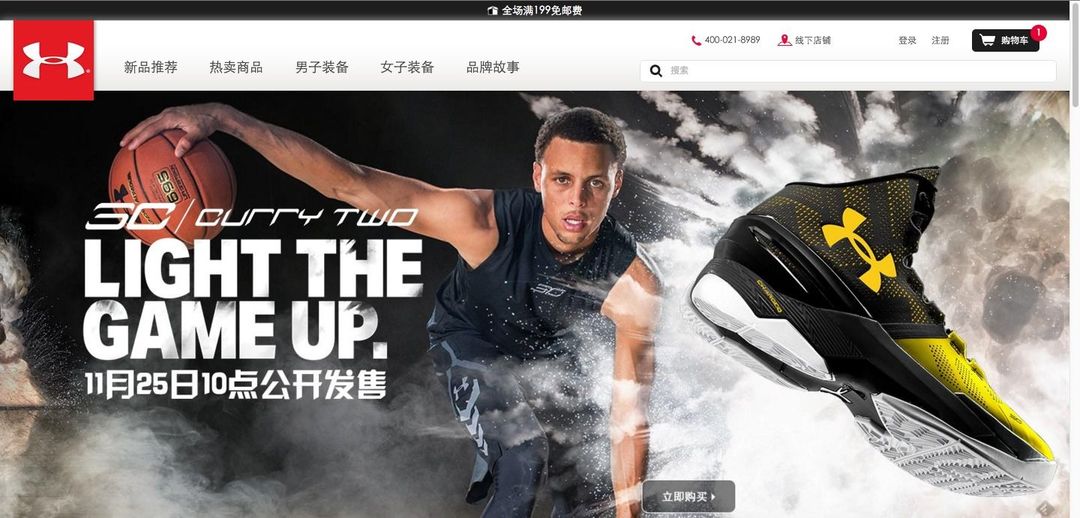 全场满199免邮费
400-021-8989
线下店铺
登录
注册
购物车
1
新品推荐
热卖商品
男子装备
女子装备
品牌故事
搜索
SC | CURRY TWO
LIGHT THE
GAME UP.
11月25日10点公开发售
立即购买